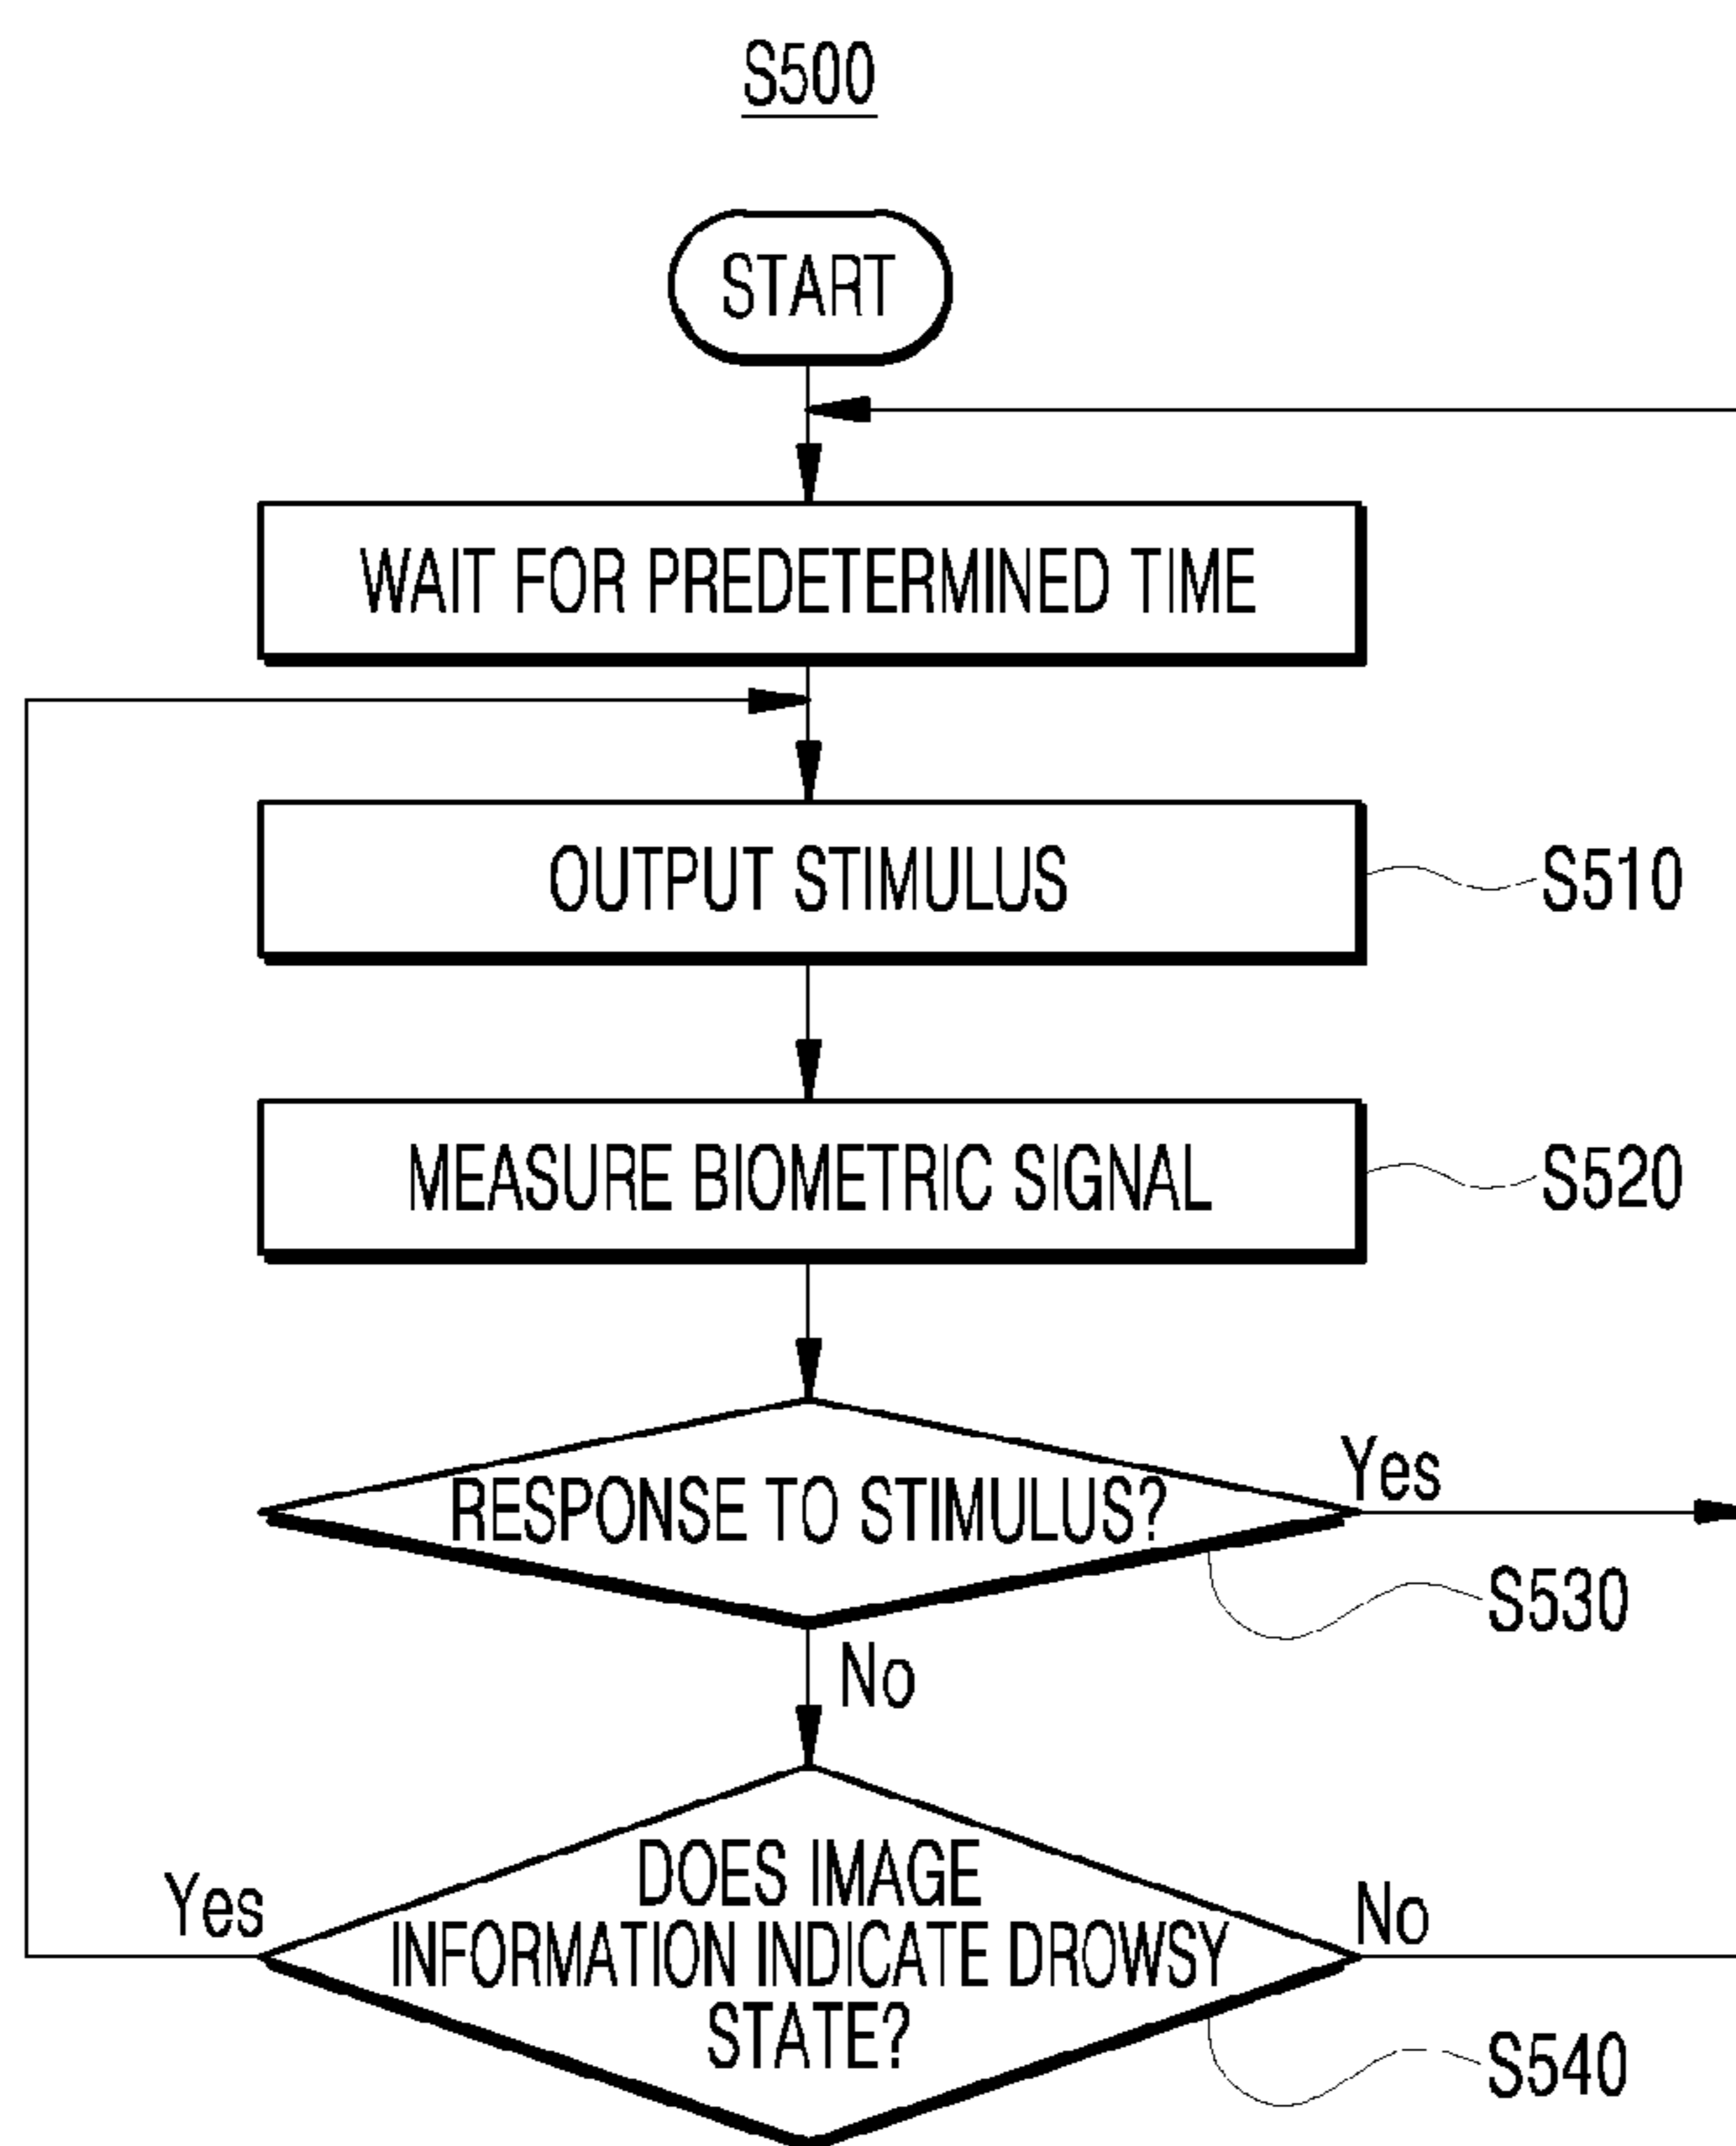 S500
START
WAIT FOR PREDETERMINED TIME
OUTPUT STIMULUS
S510
MEASURE BIOMETRIC SIGNAL
S520
RESPONSE TO STIMULUS?
Yes
S530
No
DOES IMAGE
INFORMATION INDICATE DROWSY
STATE?
Yes
No
S540